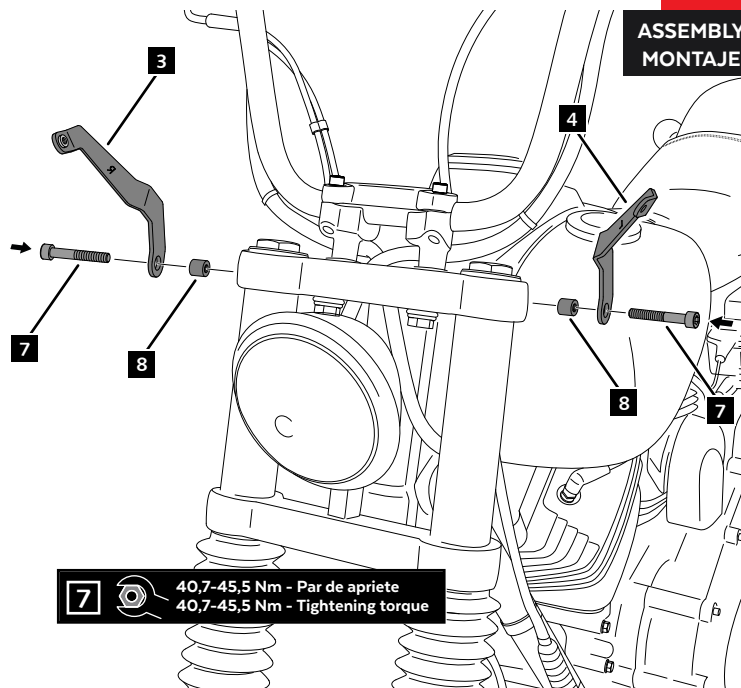 ASSEMBLY
MONTAJE
3
4
R
7
8
8
7
7
40,7-45,5 Nm - Par de apriete
40,7-45,5 Nm - Tightening torque